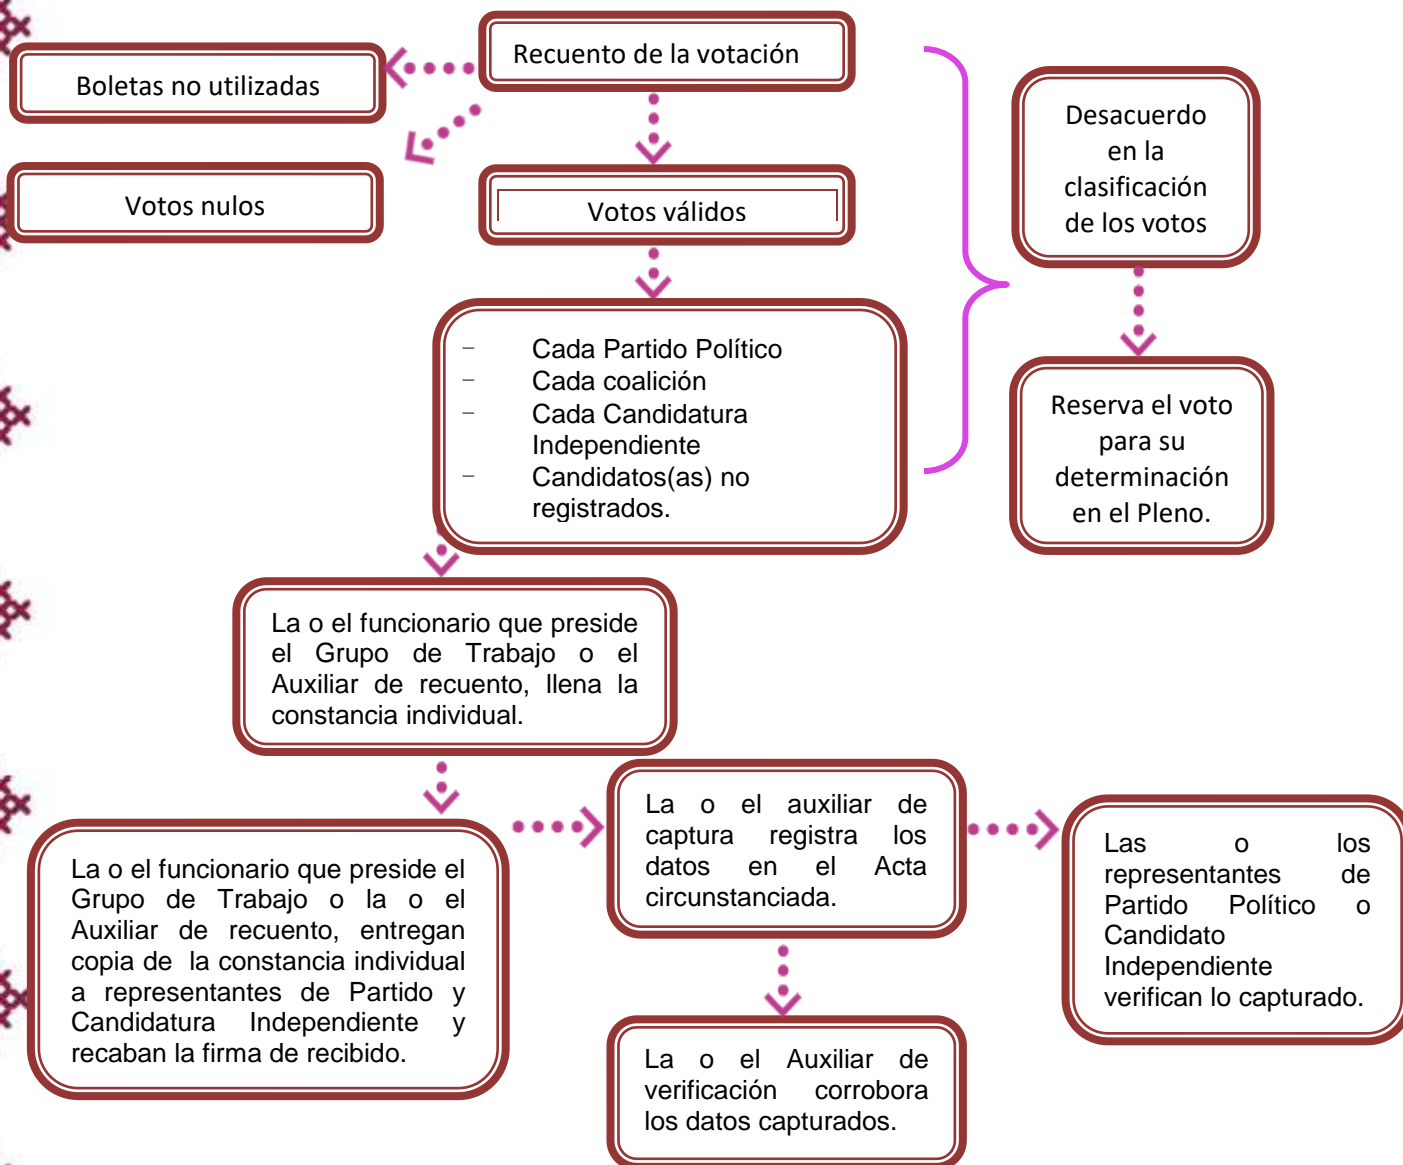 Recuento de la votación
Boletas no utilizadas
Votos nulos
Votos válidos
– Cada Partido Político
– Cada coalición
– Cada Candidatura
Independiente
– Candidatos(as) no
registrados.
Desacuerdo
en la
clasificación
de los votos
Reserva el voto
para su
determinación
en el Pleno.
La o el funcionario que preside
el Grupo de Trabajo o el
Auxiliar de recuento, llena la
constancia individual.
La o el funcionario que preside el
Grupo de Trabajo o la o el
Auxiliar de recuento, entregan
copia de la constancia individual
a representantes de Partido y
Candidatura Independiente y
recaban la firma de recibido.
La o el auxiliar de
captura registra los
datos en el Acta
circunstanciada.
Las o los
representantes de
Partido Político o
Candidato
Independiente
verifican lo capturado.
La o el Auxiliar de
verificación corrobora
los datos capturados.